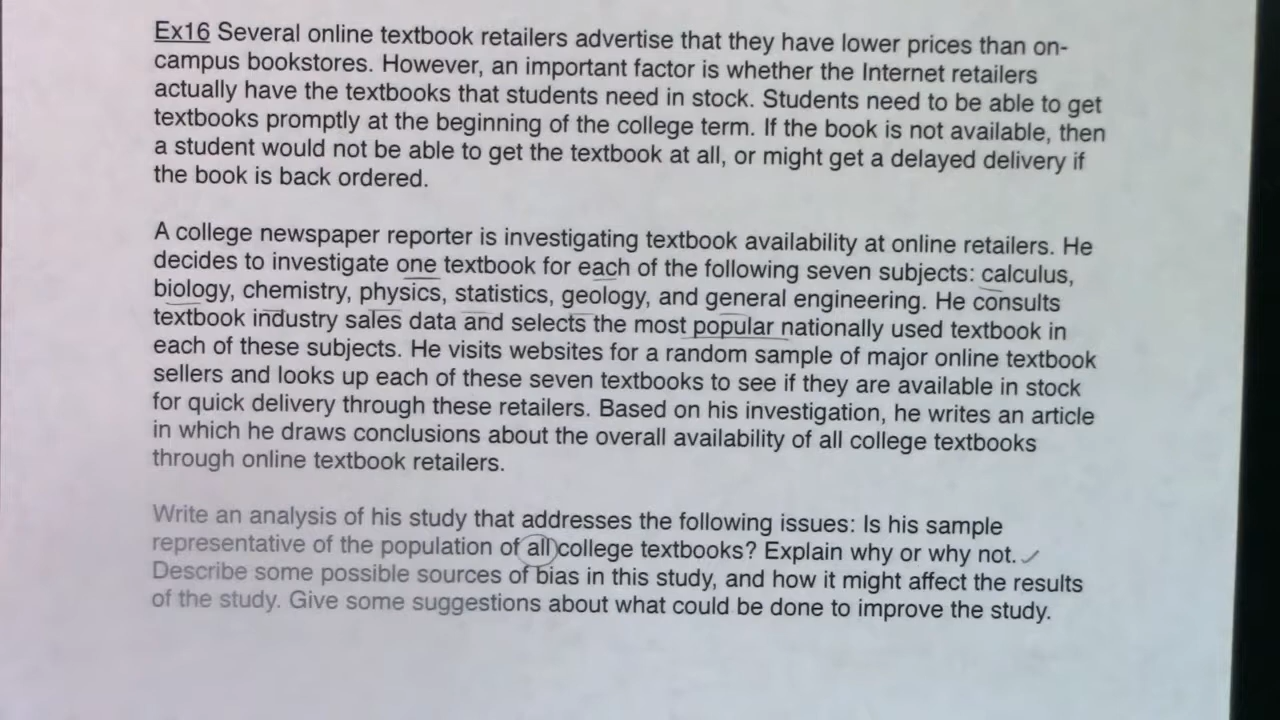 Ex16 Several online textbook retailers advertise that they have lower prices than on-
campus bookstores. However, an important factor is whether the Internet retailers
actually have the textbooks that students need in stock. Students need to be able to get
textbooks promptly at the beginning of the college term. If the book is not available, then
a student would not be able to get the textbook at all, or might get a delayed delivery if
the book is back ordered.
A college newspaper reporter is investigating textbook availability at online retailers. He
decides to investigate one textbook for each of the following seven subjects: calculus,
biology, chemistry, physics, statistics, geology, and general engineering. He consults
textbook industry sales data and selects the most popular nationally used textbook in
each of these subjects. He visits websites for a random sample of major online textbook
sellers and looks up each of these seven textbooks to see if they are available in stock
for quick delivery through these retailers. Based on his investigation, he writes an article
in which he draws conclusions about the overall availability of all college textbooks
through online textbook retailers.
Write an analysis of his study that addresses the following issues: Is his sample
representative of the population of all college textbooks? Explain why or why not.
Describe some possible sources of bias in this study, and how it might affect the results
of the study. Give some suggestions about what could be done to improve the study.